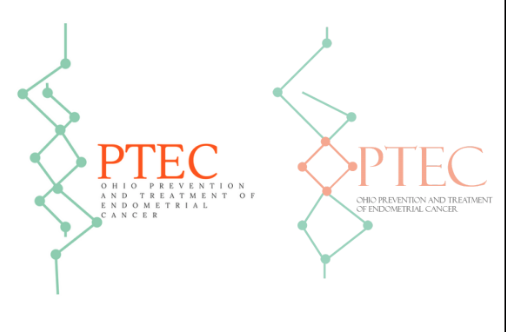 PTEC
OHIO PREVENTION
AND TREATMENT OF
ENDOMETRIAL
CANCER
PTEC
OHIO PREVENTION AND TREATMENT
OF ENDOMETRIAL CANCER